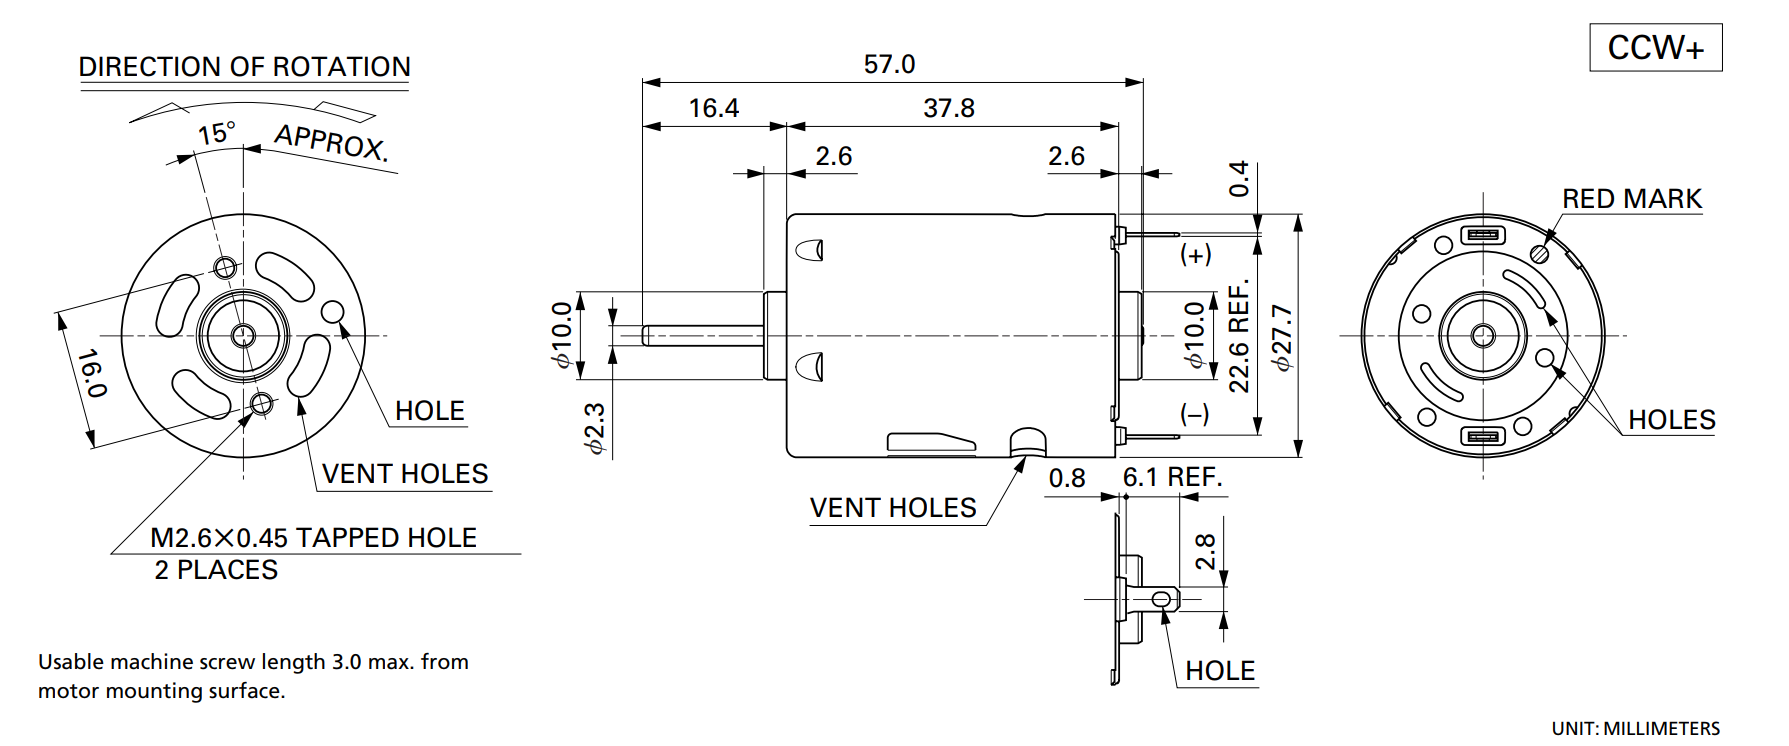 CCW+
DIRECTION OF ROTATION
15°
APPROX.
16.0
HOLE
VENT HOLES
M2.6×0.45 TAPPED HOLE
2 PLACES
Usable machine screw length 3.0 max. from
motor mounting surface.
57.0
16.4
37.8
2.6
2.6
0.4
(+)
ϕ10.0
ϕ2.3
ϕ10.0
22.6 REF.
ϕ27.7
(–)
VENT HOLES
0.8
6.1 REF.
2.8
HOLE
RED MARK
HOLES
UNIT: MILLIMETERS